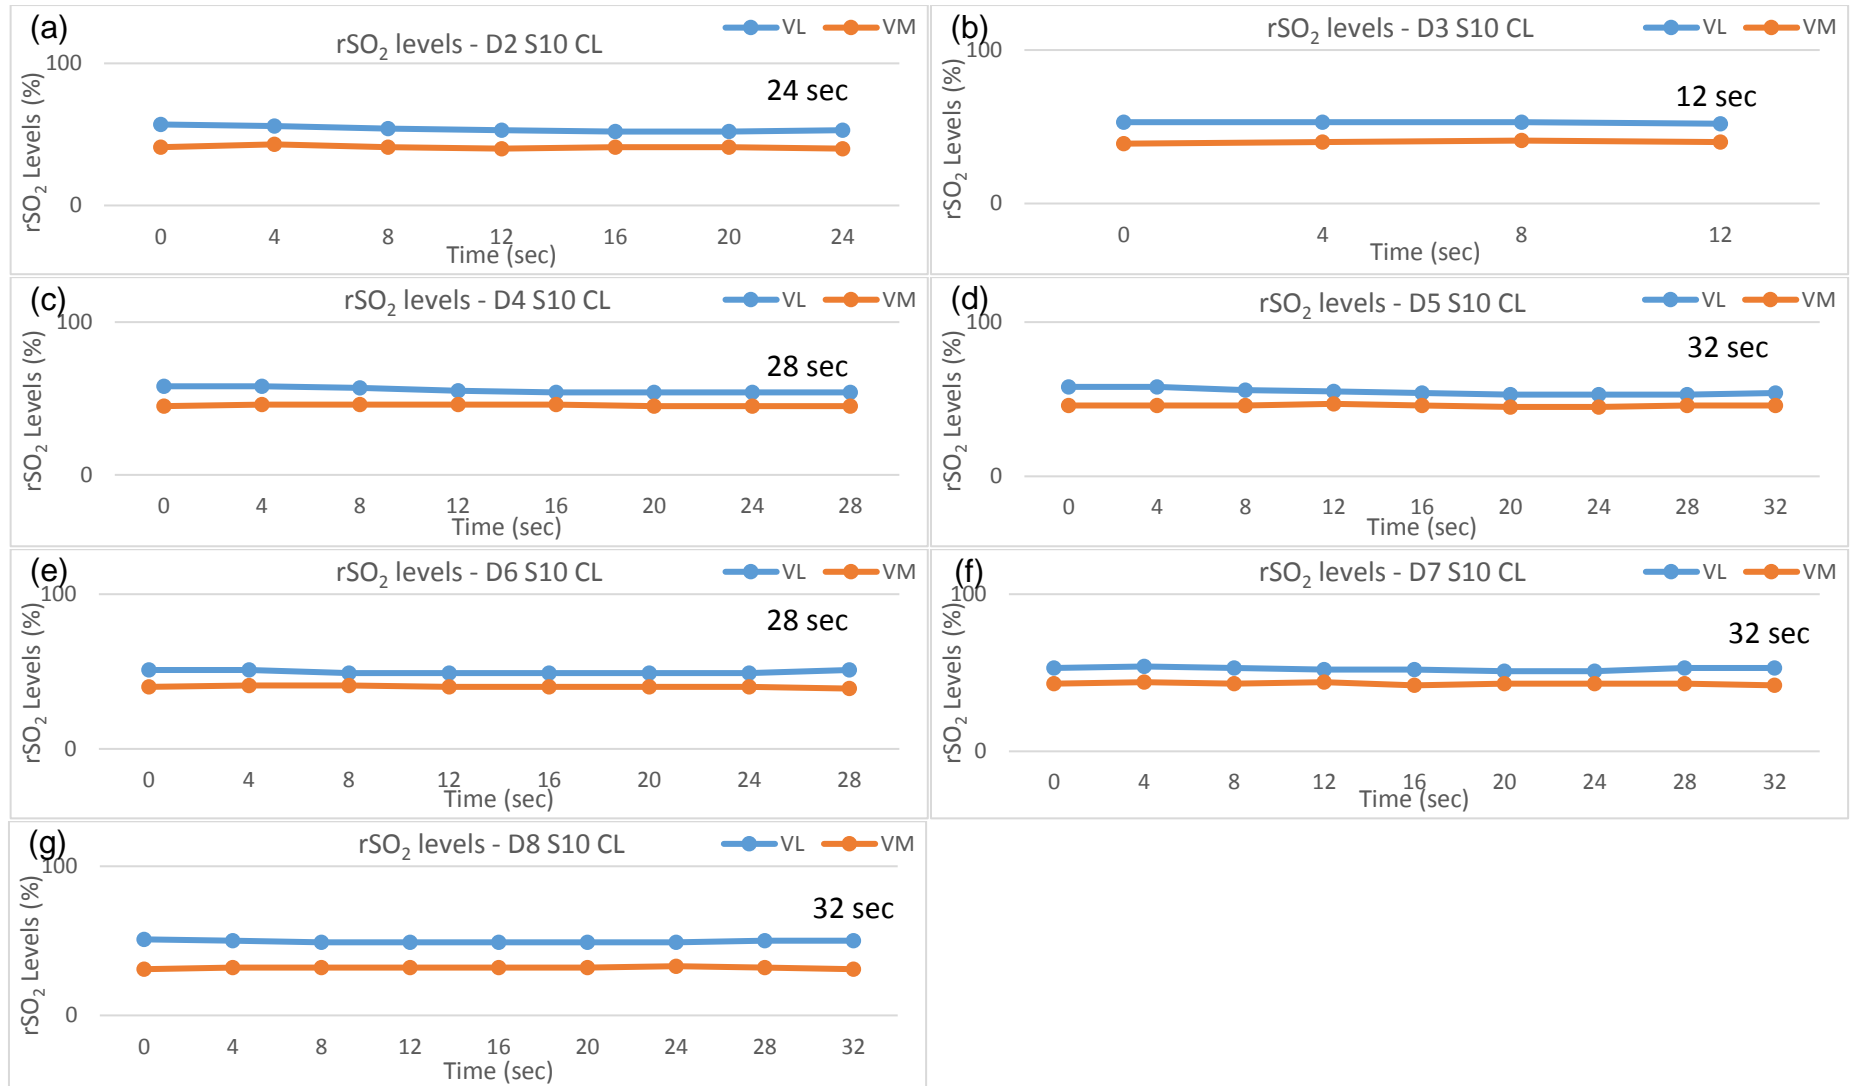 (a)
rSO₂ levels - D2 S10 CL
VL VM
rSO₂ Levels (%)
100
24 sec
0
0 4 8 12 16 20 24
Time (sec)
(b)
rSO₂ levels - D3 S10 CL
VL VM
rSO₂ Levels (%)
100
12 sec
0
0 4 8 12
Time (sec)
(c)
rSO₂ levels - D4 S10 CL
VL VM
rSO₂ Levels (%)
100
28 sec
0
0 4 8 12 16 20 24 28
Time (sec)
(d)
rSO₂ levels - D5 S10 CL
VL VM
rSO₂ Levels (%)
100
32 sec
0
0 4 8 12 16 20 24 28 32
Time (sec)
(e)
rSO₂ levels - D6 S10 CL
VL VM
rSO₂ Levels (%)
100
28 sec
0
0 4 8 12 16 20 24 28
Time (sec)
(f)
rSO₂ levels - D7 S10 CL
VL VM
rSO₂ Levels (%)
100
32 sec
0
0 4 8 12 16 20 24 28 32
Time (sec)
(g)
rSO₂ levels - D8 S10 CL
VL VM
rSO₂ Levels (%)
100
32 sec
0
0 4 8 12 16 20 24 28 32
Time (sec)